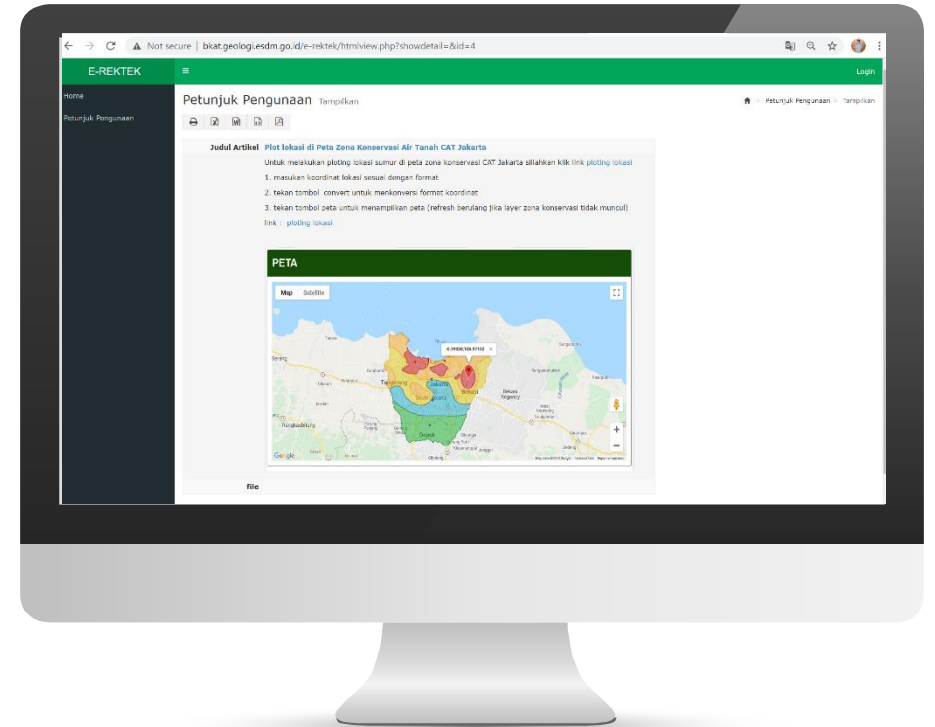 Not secure | bkat.geologi.esdm.go.id/e-rektek/htmlview.php?showdetail=&id=4
E-REKTEK
Login
Home
Petunjuk Pengunaan
Petunjuk Pengunaan Tampilkan
Petunjuk Pengunaan > Tampilkan
Judul Artikel Plot lokasi di Peta Zona Konservasi Air Tanah CAT Jakarta
Untuk melakukan ploting lokasi sumur di peta zona konservasi CAT Jakarta sillahkan klik link ploting lokasi
1. masukan koordinat lokasi sesuai dengan format
2. tekan tombol convert untuk menkonversi format koordinat
3. tekan tombol peta untuk menampilkan peta (refresh berulang jika layer zona konservasi tidak muncul)
link : ploting lokasi
PETA
Map Satellite
Serang
Tangerang
Jakarta
Bekasi
South Jakarta
Bekasi Regency
Rangkasbitung
Depok
Google
file